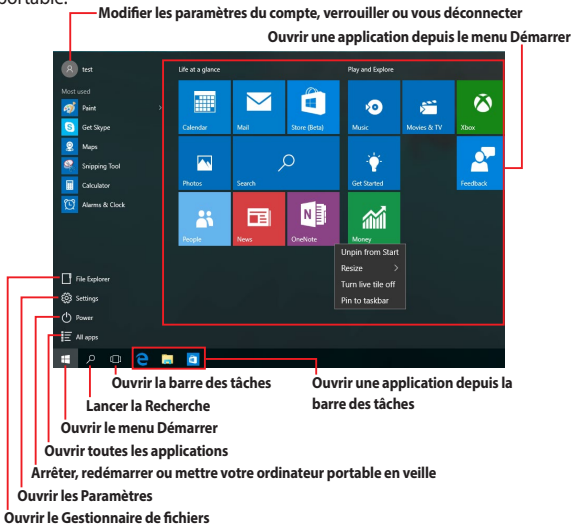 portable.
Modifier les paramètres du compte, verrouiller ou vous déconnecter
Ouvrir une application depuis le menu Démarrer
test
Life at a glance
Play and Explore
Most used
Paint
Get Skype
Maps
Snipping Tool
Calculator
Alarms & Clock
Calendar
Mail
Store (Beta)
Music
Movies & TV
Xbox
Photos
Search
Get Started
Feedback
People
News
OneNote
Money
Unpin from Start
Resize
Turn live tile off
Pin to taskbar
File Explorer
Settings
Power
All apps
Ouvrir la barre des tâches
Ouvrir une application depuis la
barre des tâches
Lancer la Recherche
Ouvrir le menu Démarrer
Ouvrir toutes les applications
Arrêter, redémarrer ou mettre votre ordinateur portable en veille
Ouvrir les Paramètres
Ouvrir le Gestionnaire de fichiers